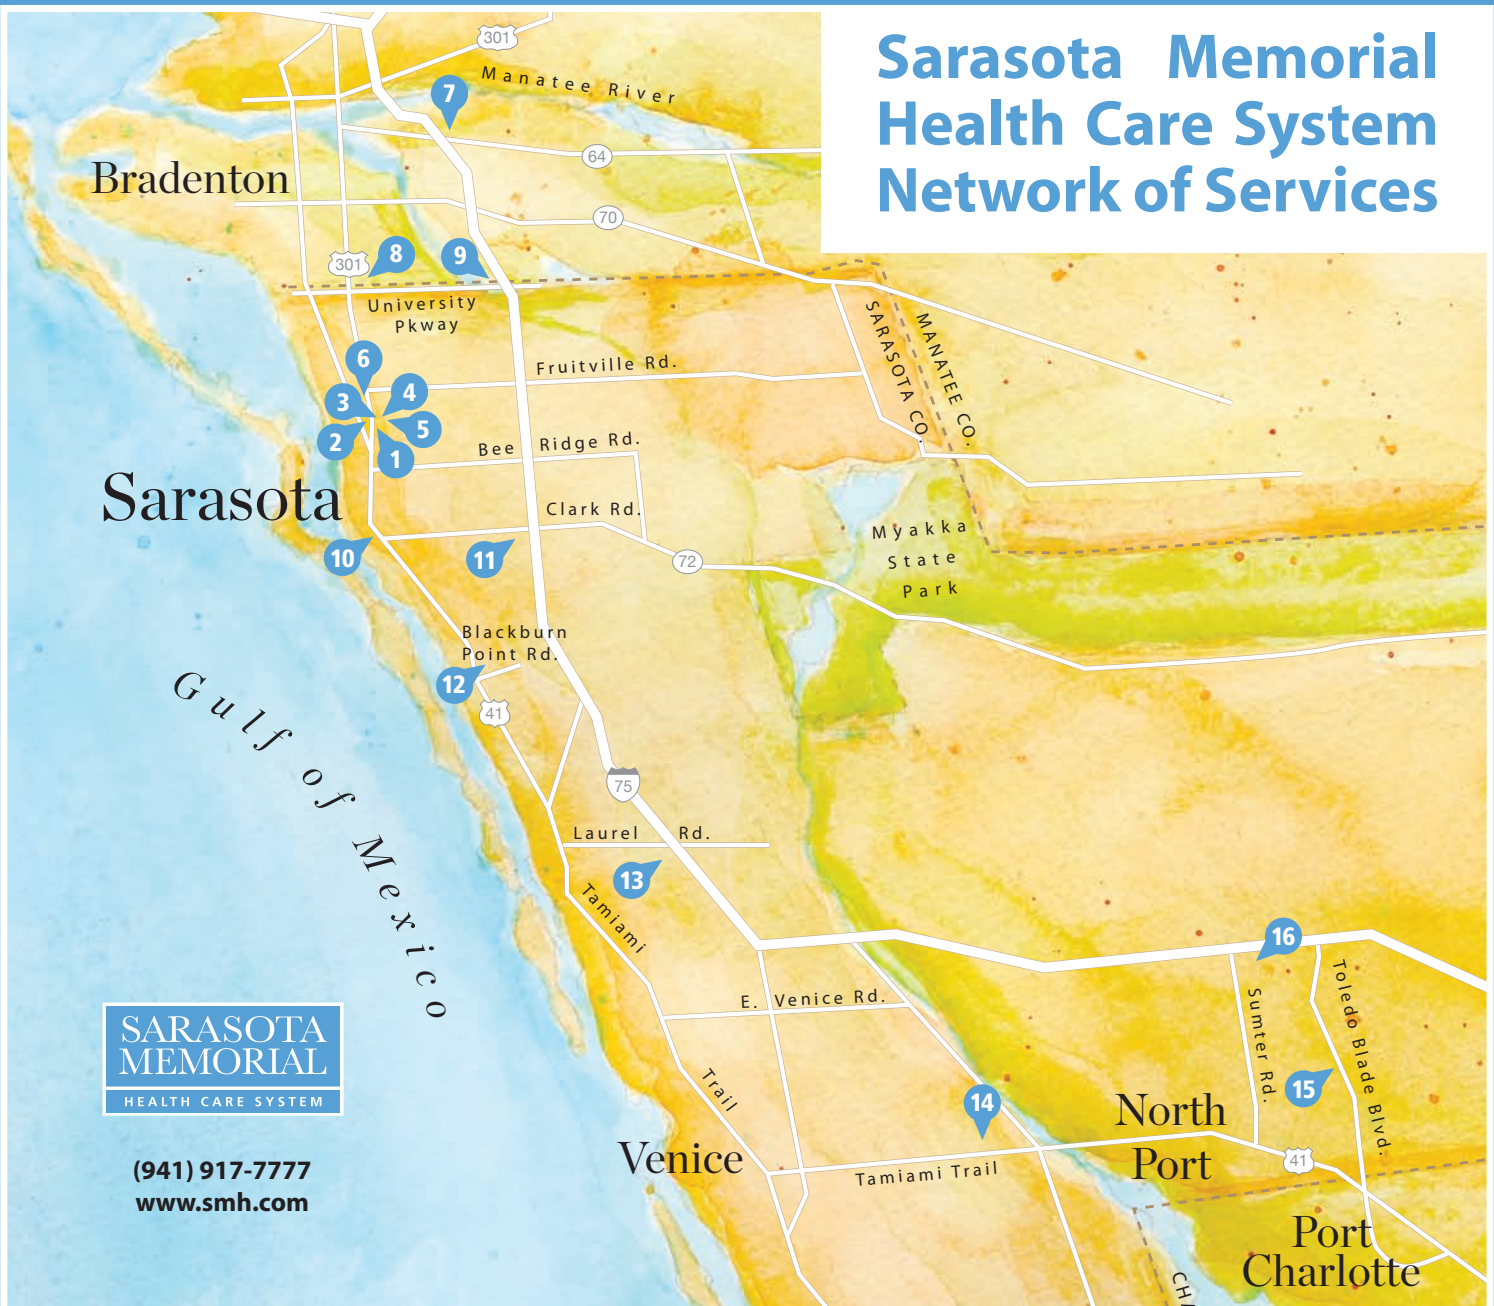 Sarasota Memorial
Health Care System
Network of Services
301
Manatee River
7
64
Bradenton
70
301
8
9
University
Pkway
SARASOTA CO.
MANATEE CO.
6
Fruitville Rd.
3
4
2
5
1
Bee Ridge Rd.
Sarasota
Clark Rd.
Myakka
State
Park
10
11
72
Blackburn
Point Rd.
12
41
Gulf of Mexico
75
Laurel Rd.
13
Tamiami
Trail
16
E. Venice Rd.
Sumter Rd.
Toledo Blade Blvd.
15
14
North
Port
Venice
Tamiami Trail
41
Port
Charlotte
SARASOTA
MEMORIAL
HEALTH CARE SYSTEM
(941) 917-7777
www.smh.com